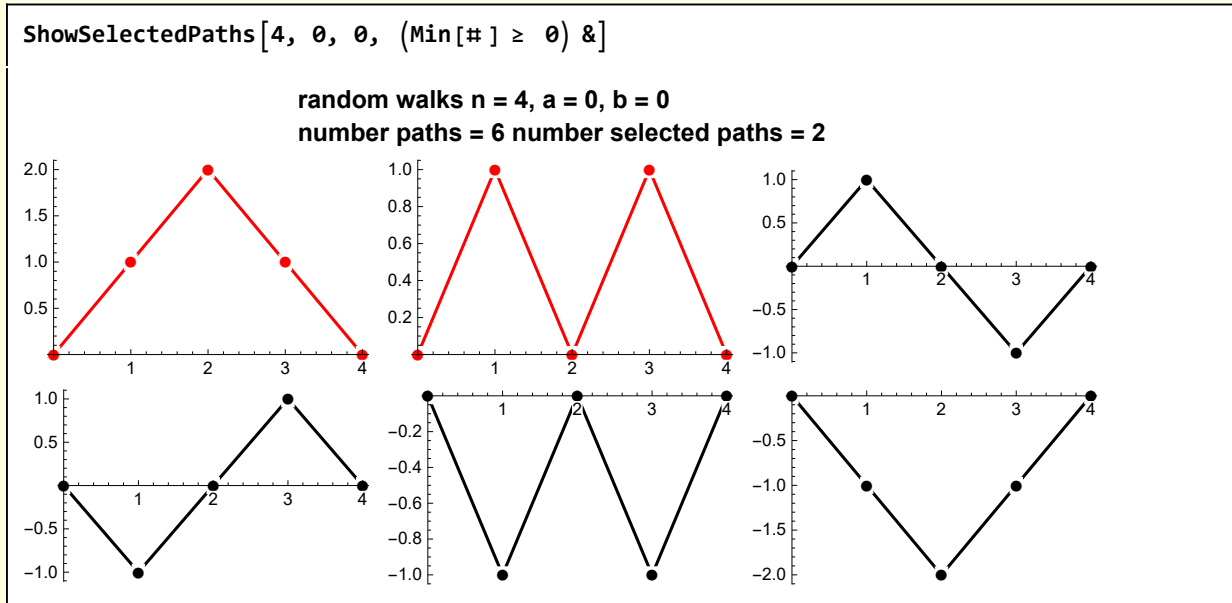 ShowSelectedPaths[4, 0, 0, (Min[#] ≥ 0) &]
random walks n = 4, a = 0, b = 0
number paths = 6 number selected paths = 2
2.0
1.5
1.0
0.5
1 2 3 4
1.0
0.8
0.6
0.4
0.2
1 2 3 4
1.0
0.5
1 2 3 4
−0.5
−1.0
1.0
0.5
1 2 3 4
−0.5
−1.0
1 2 3 4
−0.2
−0.4
−0.6
−0.8
−1.0
1 2 3 4
−0.5
−1.0
−1.5
−2.0